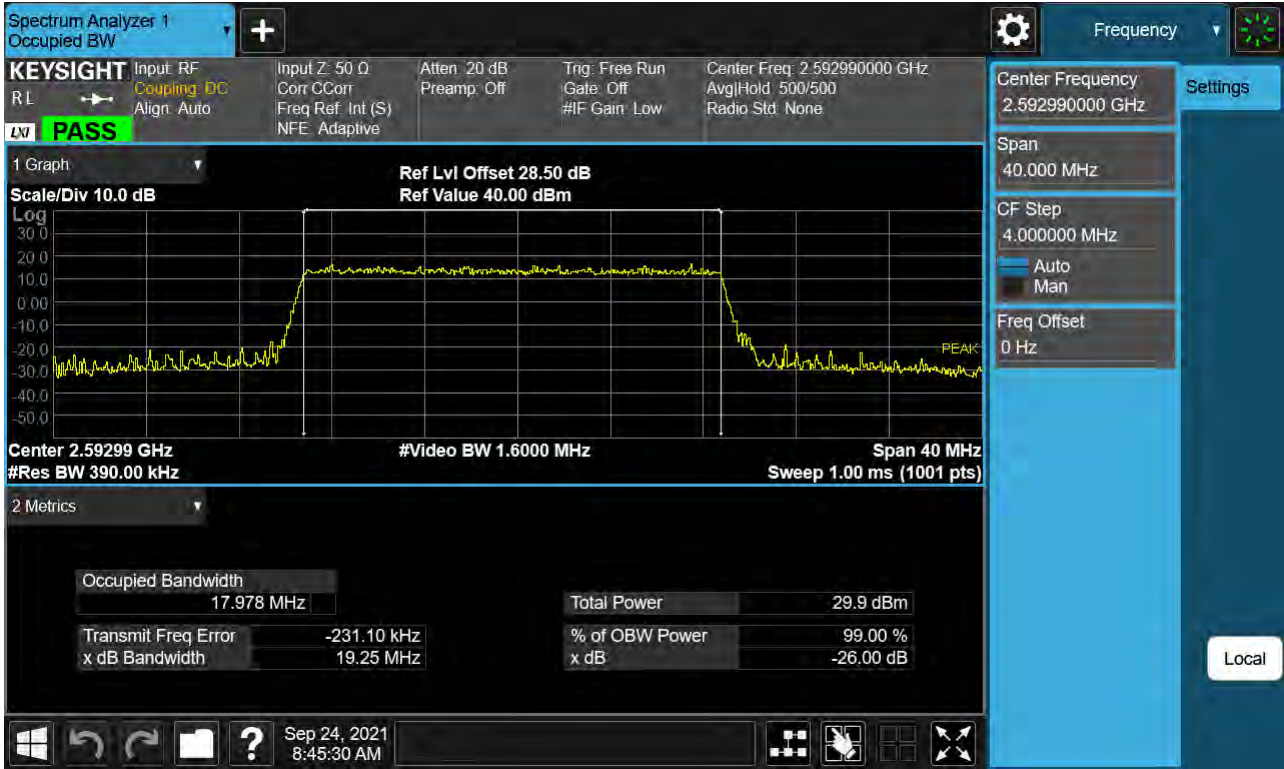 Spectrum Analyzer 1
Occupied BW
Frequency
KEYSIGHT
R L
LXI
PASS
Input: RF
Coupling: DC
Align: Auto
Input Z: 50 Ω
Corr CCorr
Freq Ref: Int (S)
NFE: Adaptive
Atten: 20 dB
Preamp: Off
Trig: Free Run
Gate: Off
#IF Gain: Low
Center Freq: 2.592990000 GHz
Avg|Hold: 500/500
Radio Std: None
Center Frequency
2.592990000 GHz
Settings
Span
40.000 MHz
CF Step
4.000000 MHz
Auto
Man
Freq Offset
0 Hz
1 Graph
Scale/Div 10.0 dB
Ref Lvl Offset 28.50 dB
Ref Value 40.00 dBm
Log
30.0
20.0
10.0
0.00
-10.0
-20.0
-30.0
-40.0
-50.0
PEAK
Center 2.59299 GHz
#Video BW 1.6000 MHz
Span 40 MHz
#Res BW 390.00 kHz
Sweep 1.00 ms (1001 pts)
2 Metrics
Occupied Bandwidth
17.978 MHz
Total Power 29.9 dBm
Transmit Freq Error -231.10 kHz
% of OBW Power 99.00 %
x dB Bandwidth 19.25 MHz
x dB -26.00 dB
Local
?
Sep 24, 2021
8:45:30 AM